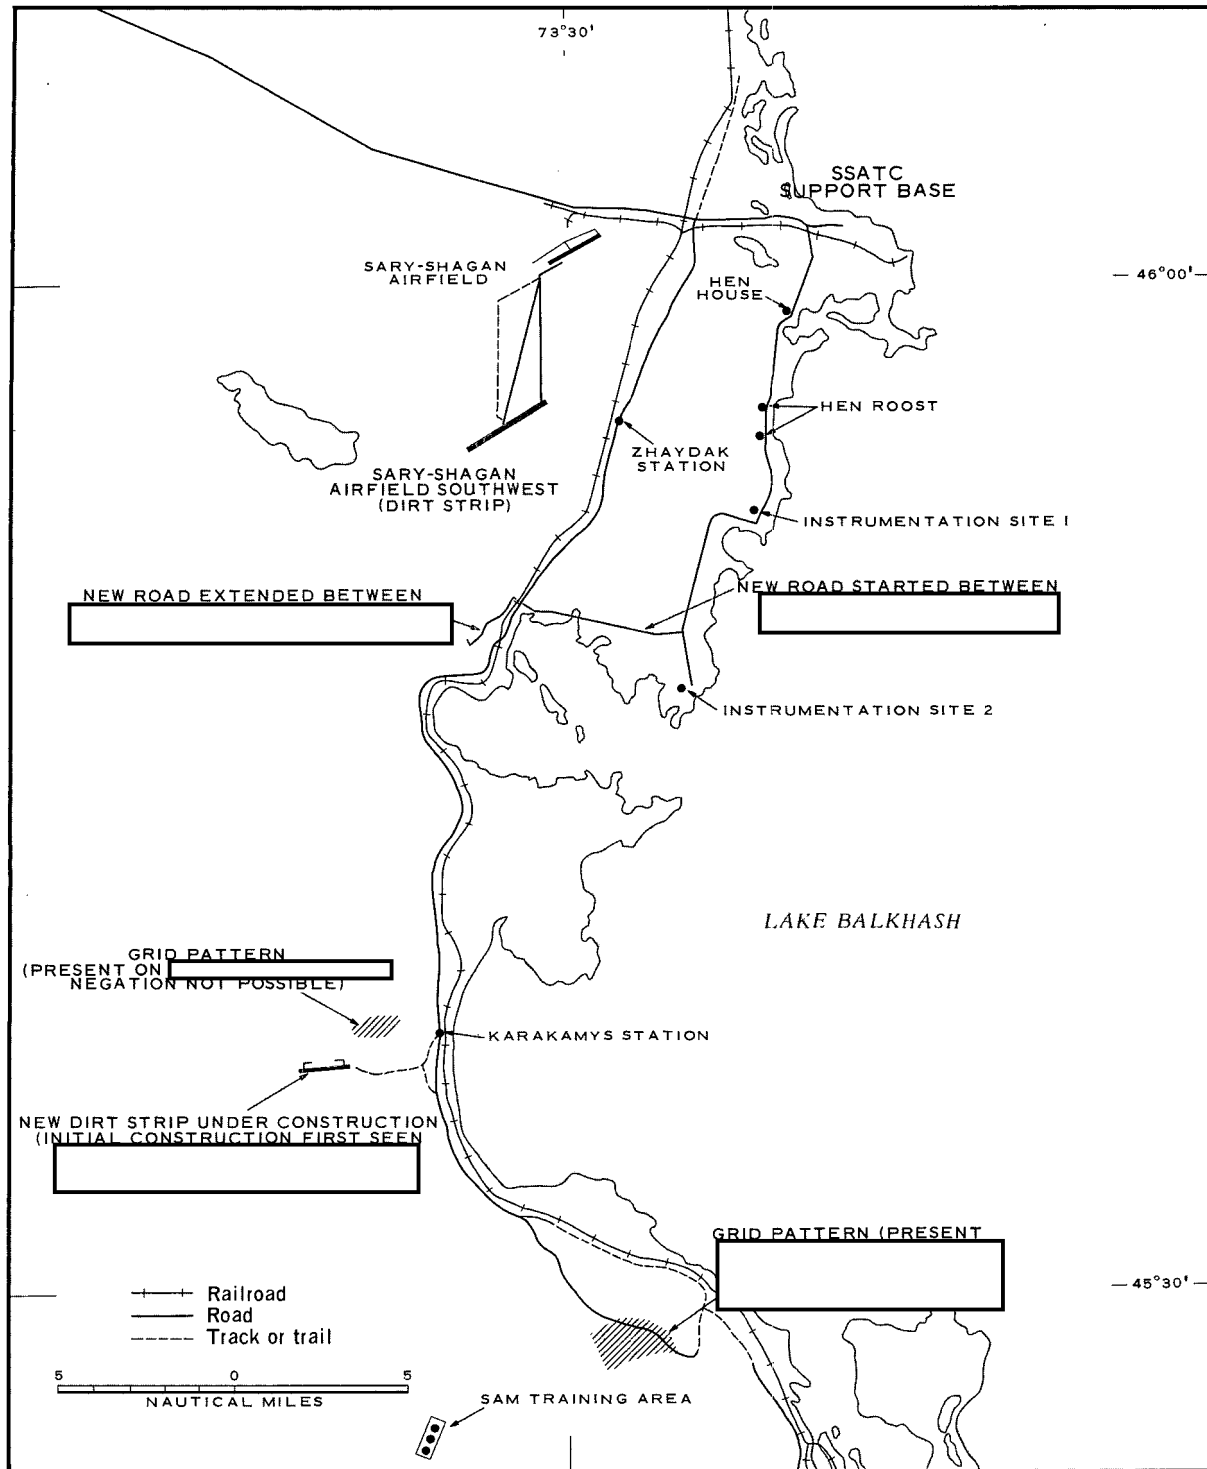 73°30'
SSATC
SUPPORT BASE
SARY-SHAGAN
AIRFIELD
46°00'
HEN
HOUSE
HEN ROOST
ZHAYDAK
STATION
SARY-SHAGAN
AIRFIELD SOUTHWEST
(DIRT STRIP)
INSTRUMENTATION SITE 1
NEW ROAD EXTENDED BETWEEN
NEW ROAD STARTED BETWEEN
INSTRUMENTATION SITE 2
LAKE BALKHASH
GRID PATTERN
(PRESENT ON
NEGATION NOT POSSIBLE)
KARAKAMYS STATION
NEW DIRT STRIP UNDER CONSTRUCTION
(INITIAL CONSTRUCTION FIRST SEEN
GRID PATTERN (PRESENT
45°30'
Railroad
Road
Track or trail
5 0 5
NAUTICAL MILES
SAM TRAINING AREA